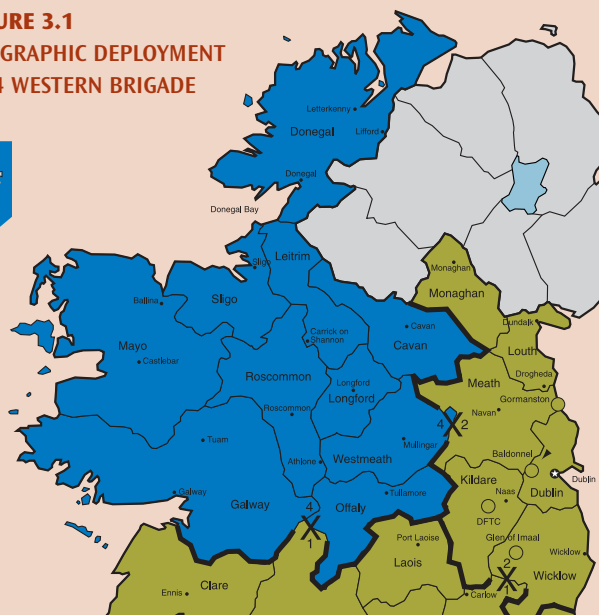 URE 3.1
GRAPHIC DEPLOYMENT
4 WESTERN BRIGADE
Letterkenny
Donegal
Lifford
Donegal
Donegal Bay
Sligo
Leitrim
Monaghan
Monaghan
Ballina
Sligo
Carrick on
Shannon
Cavan
Cavan
Dundalk
Louth
Mayo
Castlebar
Roscommon
Longford
Longford
Meath
Drogheda
Gormanston
Navan
Roscommon
4 2
Tuam
Mullingar
Athlone
Westmeath
Baldonnel
Dublin
Kildare
Naas
Dublin
Galway
Galway
4
1
Offaly
Tullamore
DFTC
Port Laoise
Laois
Glen of Imaal
Wicklow
2
1
Wicklow
Clare
Ennis
Carlow